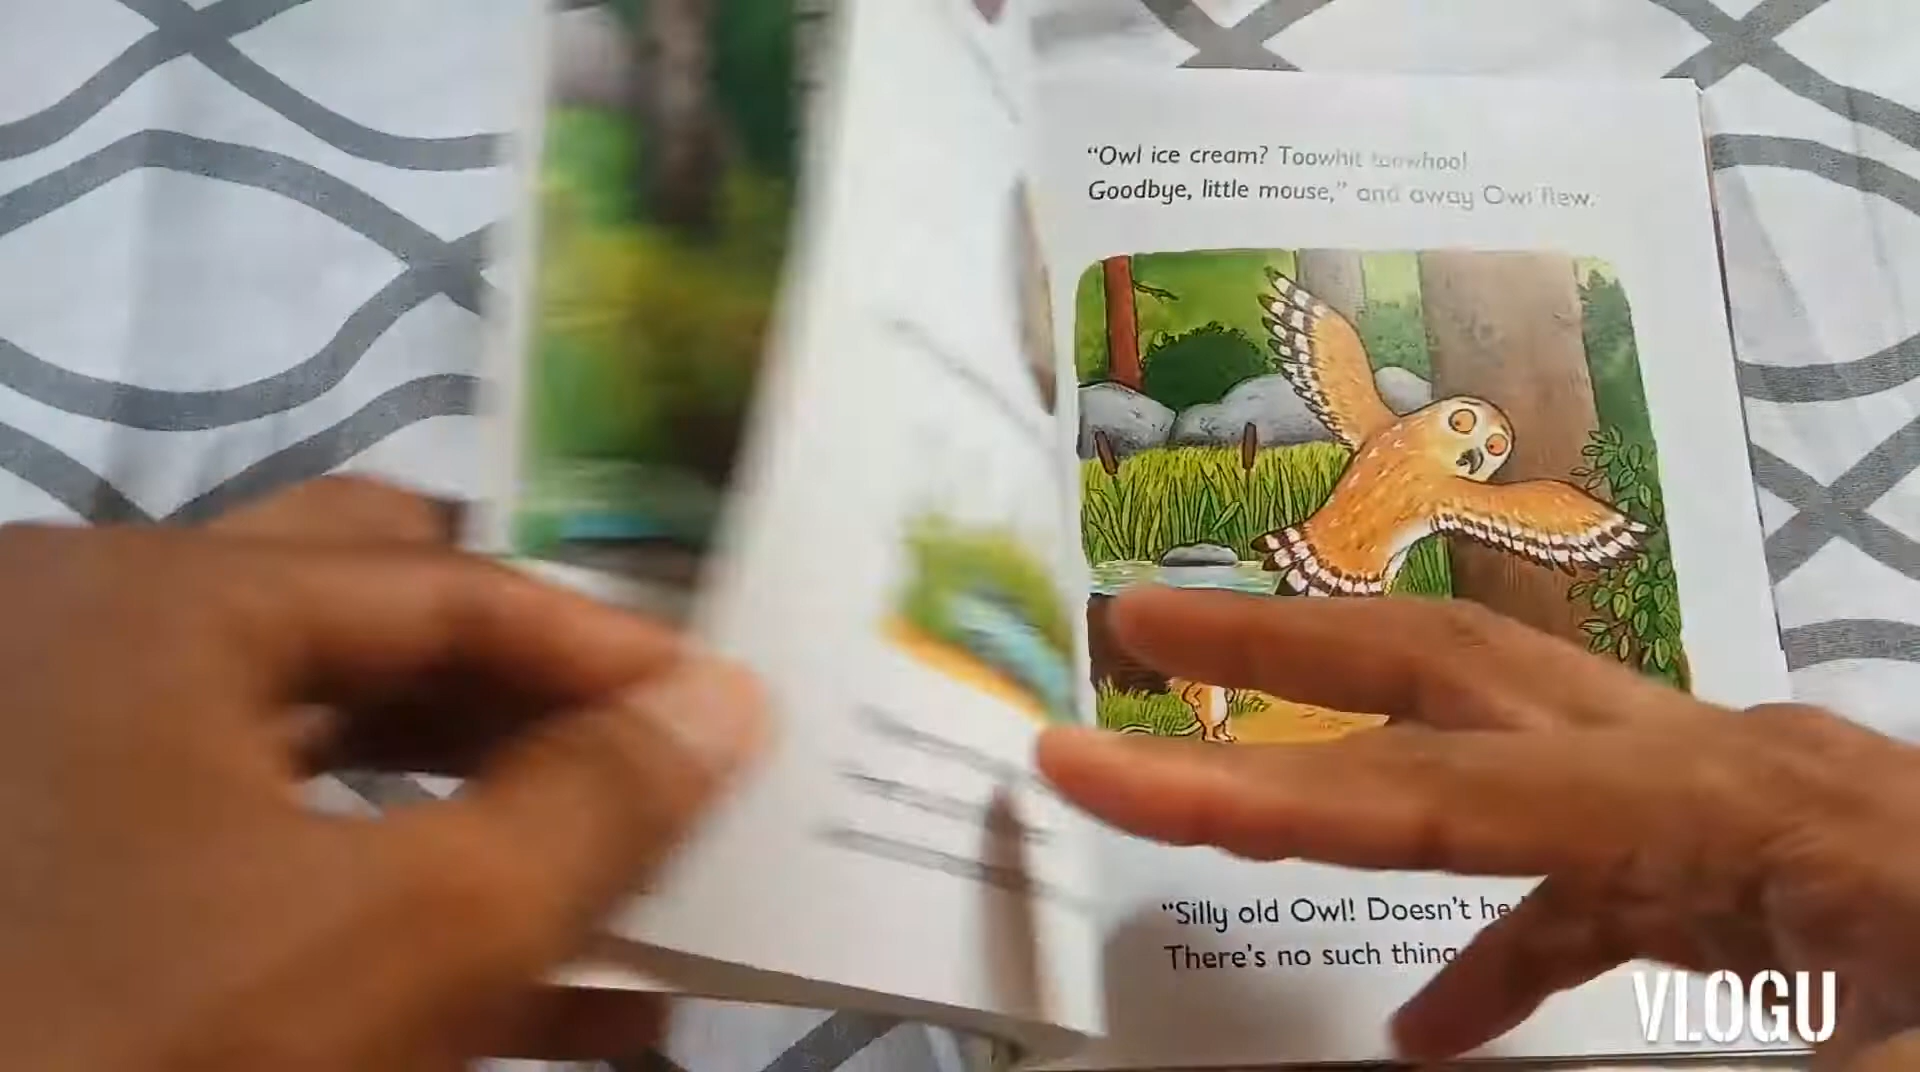 “Owl ice cream? Toowhit toowhoo!
Goodbye, little mouse,” and away Owl flew.
“Silly old Owl! Doesn’t he
There’s no such thing
VLOGU